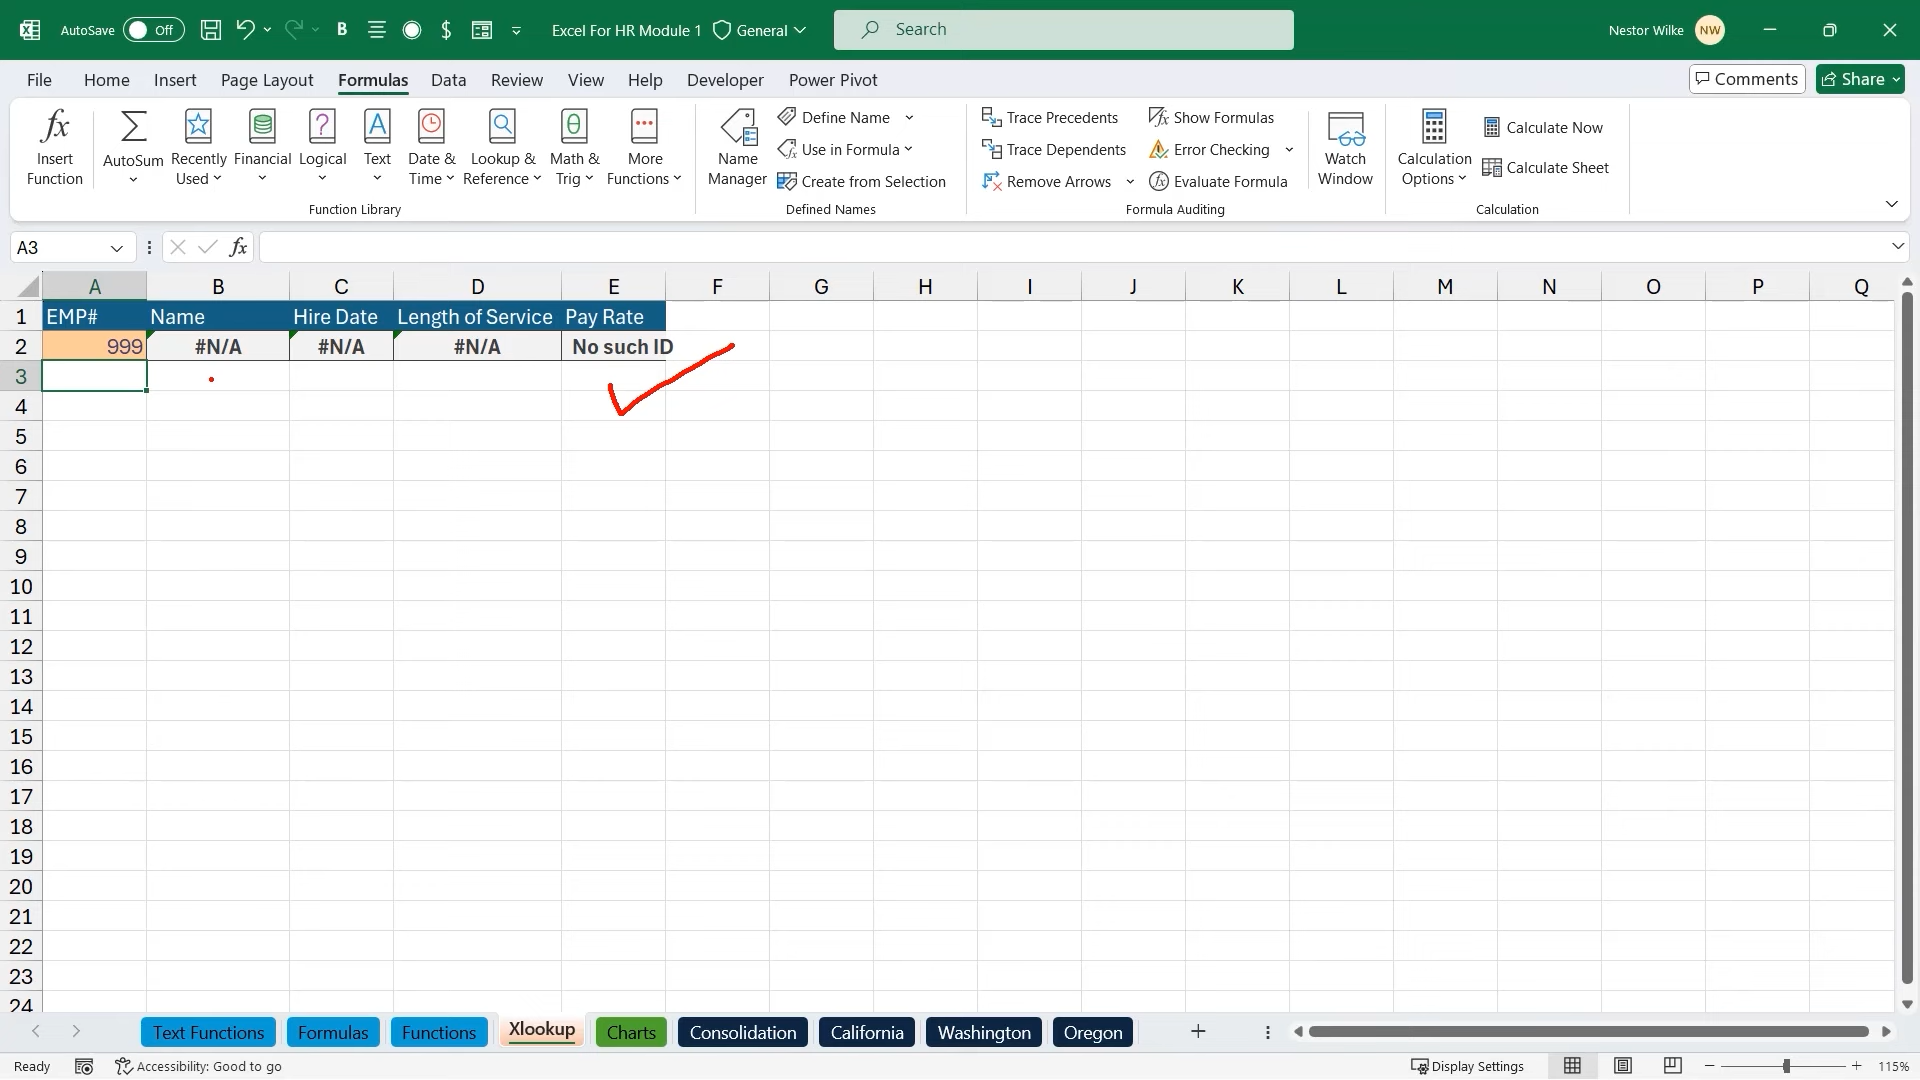 AutoSave Off B $ Excel For HR Module 1 General Search Nestor Wilke NW
File Home Insert Page Layout Formulas Data Review View Help Developer Power Pivot Comments Share
Insert Function
AutoSum
Recently Used
Financial
Logical
Text
Date & Time
Lookup & Reference
Math & Trig
More Functions
Function Library
Name Manager
Define Name
Use in Formula
Create from Selection
Defined Names
Trace Precedents
Trace Dependents
Remove Arrows
Show Formulas
Error Checking
Evaluate Formula
Formula Auditing
Watch Window
Calculation Options
Calculate Now
Calculate Sheet
Calculation
A3 fx
A B C D E F G H I J K L M N O P Q
1 EMP# Name Hire Date Length of Service Pay Rate
2 999 #N/A #N/A #N/A No such ID
3
4
5
6
7
8
9
10
11
12
13
14
15
16
17
18
19
20
21
22
23
24
Text Functions Formulas Functions Xlookup Charts Consolidation California Washington Oregon
Ready Accessibility: Good to go Display Settings 115%